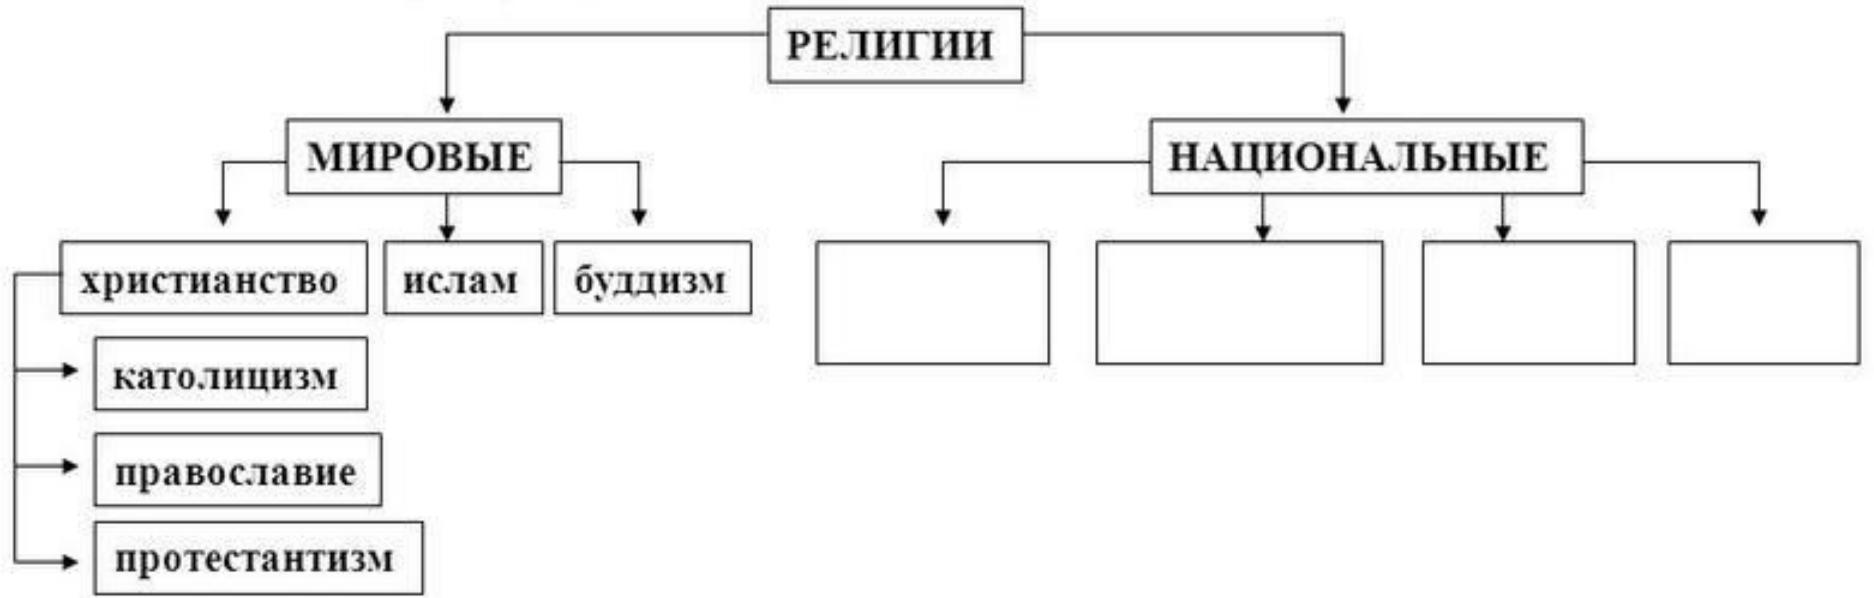 РЕЛИГИИ
МИРОВЫЕ
НАЦИОНАЛЬНЫЕ
христианство
ислам
буддизм
католицизм
православие
протестантизм